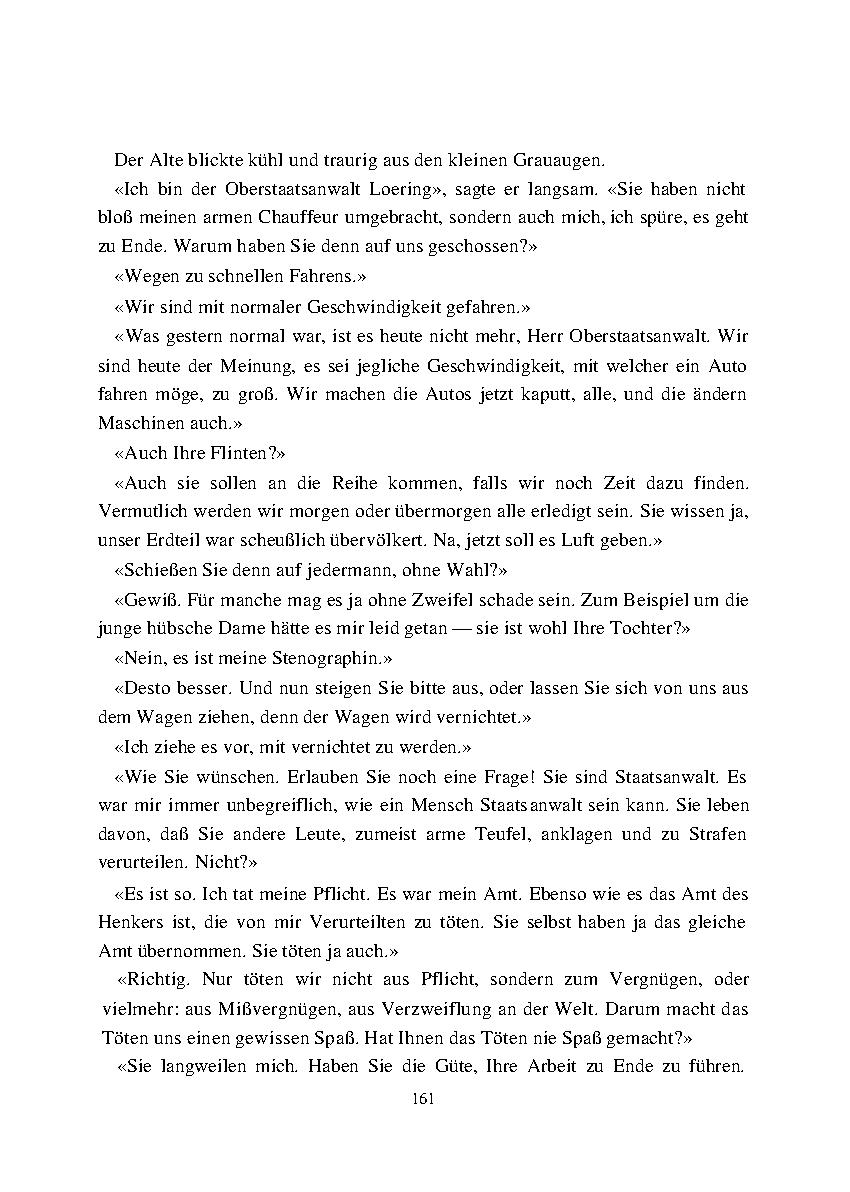 Der Alte blickte kühl und traurig aus den kleinen Grauaugen.
«Ich bin der Oberstaatsanwalt Loering», sagte er langsam. «Sie haben nicht
bloß meinen armen Chauffeur umgebracht, sondern auch mich, ich spüre, es geht
zu Ende. Warum haben Sie denn auf uns geschossen?»
«Wegen zu schnellen Fahrens.»
«Wir sind mit normaler Geschwindigkeit gefahren.»
«Was gestern normal war, ist es heute nicht mehr, Herr Oberstaatsanwalt. Wir
sind heute der Meinung, es sei jegliche Geschwindigkeit, mit welcher ein Auto
fahren möge, zu groß. Wir machen die Autos jetzt kaputt, alle, und die ändern
Maschinen auch.»
«Auch Ihre Flinten?»
«Auch sie sollen an die Reihe kommen, falls wir noch Zeit dazu finden.
Vermutlich werden wir morgen oder übermorgen alle erledigt sein. Sie wissen ja,
unser Erdteil war scheußlich übervölkert. Na, jetzt soll es Luft geben.»
«Schießen Sie denn auf jedermann, ohne Wahl?»
«Gewiß. Für manche mag es ja ohne Zweifel schade sein. Zum Beispiel um die
junge hübsche Dame hätte es mir leid getan — sie ist wohl Ihre Tochter?»
«Nein, es ist meine Stenographin.»
«Desto besser. Und nun steigen Sie bitte aus, oder lassen Sie sich von uns aus
dem Wagen ziehen, denn der Wagen wird vernichtet.»
«Ich ziehe es vor, mit vernichtet zu werden.»
«Wie Sie wünschen. Erlauben Sie noch eine Frage! Sie sind Staatsanwalt. Es
war mir immer unbegreiflich, wie ein Mensch Staatsanwalt sein kann. Sie leben
davon, daß Sie andere Leute, zumeist arme Teufel, anklagen und zu Strafen
verurteilen. Nicht?»
«Es ist so. Ich tat meine Pflicht. Es war mein Amt. Ebenso wie es das Amt des
Henkers ist, die von mir Verurteilten zu töten. Sie selbst haben ja das gleiche
Amt übernommen. Sie töten ja auch.»
«Richtig. Nur töten wir nicht aus Pflicht, sondern zum Vergnügen, oder
vielmehr: aus Mißvergnügen, aus Verzweiflung an der Welt. Darum macht das
Töten uns einen gewissen Spaß. Hat Ihnen das Töten nie Spaß gemacht?»
«Sie langweilen mich. Haben Sie die Güte, Ihre Arbeit zu Ende zu führen.
161